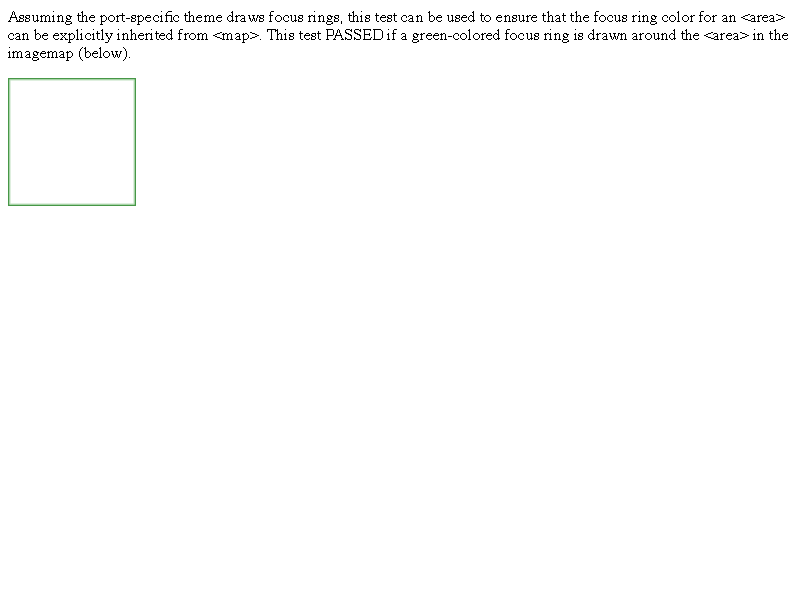 Assuming the port-specific theme draws focus rings, this test can be used to ensure that the focus ring color for an <area>
can be explicitly inherited from <map>. This test PASSED if a green-colored focus ring is drawn around the <area> in the
imagemap (below).